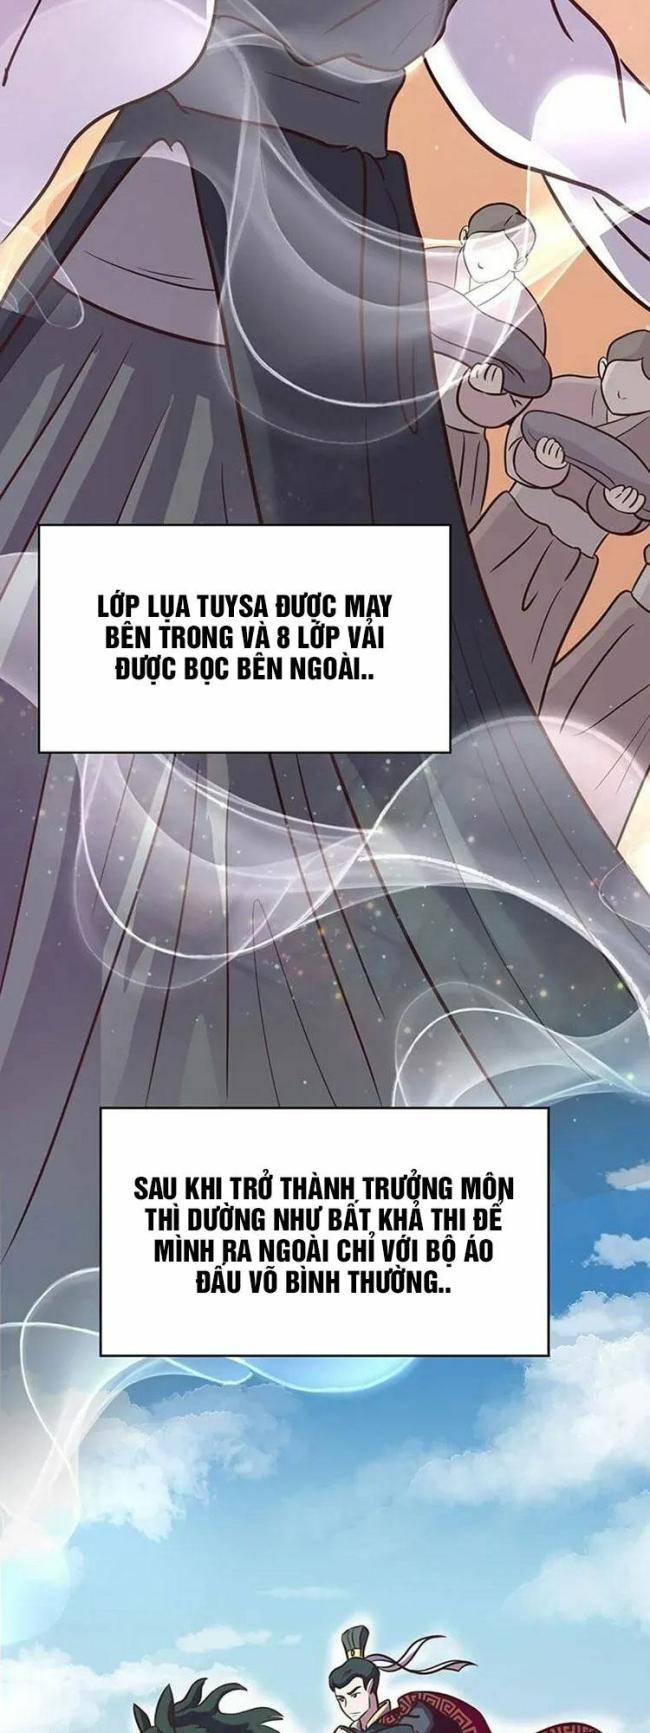 LỚP LỤA TUYSA ĐƯỢC MAY
BÊN TRONG VÀ 8 LỚP VẢI
ĐƯỢC BỌC BÊN NGOÀI..
SAU KHI TRỞ THÀNH TRƯỞNG MÔN
THÌ DƯỜNG NHƯ BẤT KHẢ THI ĐỂ
MÌNH RA NGOÀI CHỈ VỚI BỘ ÁO
ĐẤU VÕ BÌNH THƯỜNG..